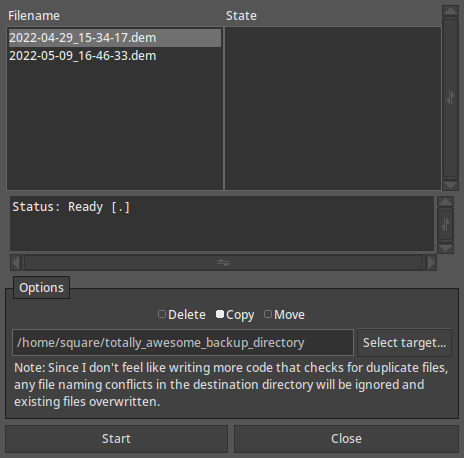 Filename State
2022-04-29_15-34-17.dem
2022-05-09_16-46-33.dem
Status: Ready [.]
Options
Delete Copy Move
/home/square/totally_awesome_backup_directory Select target...
Note: Since I don't feel like writing more code that checks for duplicate files,
any file naming conflicts in the destination directory will be ignored and
existing files overwritten.
Start Close